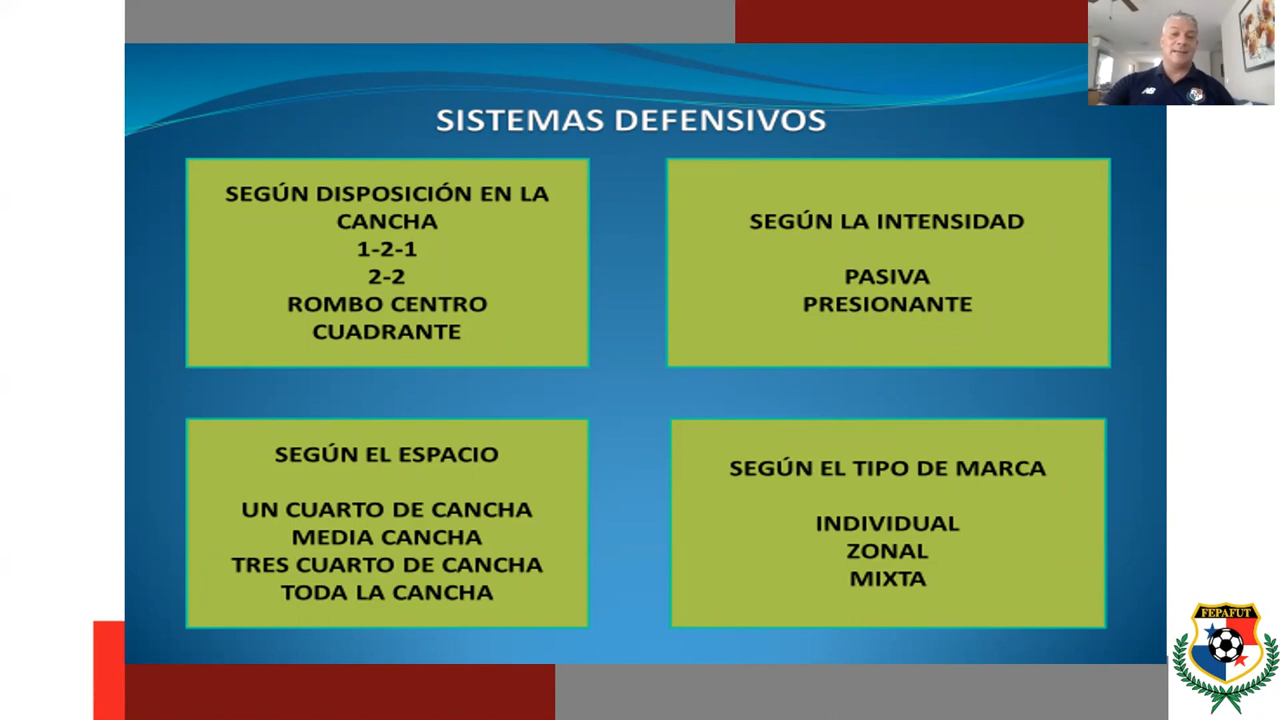 SISTEMAS DEFENSIVOS
SEGÚN DISPOSICIÓN EN LA
CANCHA
1-2-1
2-2
ROMBO CENTRO
CUADRANTE
SEGÚN LA INTENSIDAD
PASIVA
PRESIONANTE
SEGÚN EL ESPACIO
UN CUARTO DE CANCHA
MEDIA CANCHA
TRES CUARTO DE CANCHA
TODA LA CANCHA
SEGÚN EL TIPO DE MARCA
INDIVIDUAL
ZONAL
MIXTA
NB
FEPAFUT